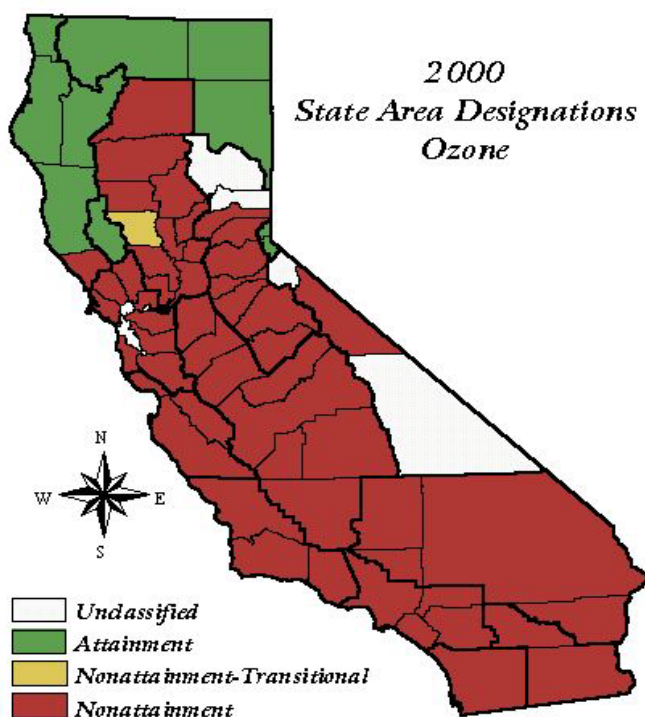 2000
State Area Designations
Ozone
N
W E
S
Unclassified
Attainment
Nonattainment-Transitional
Nonattainment